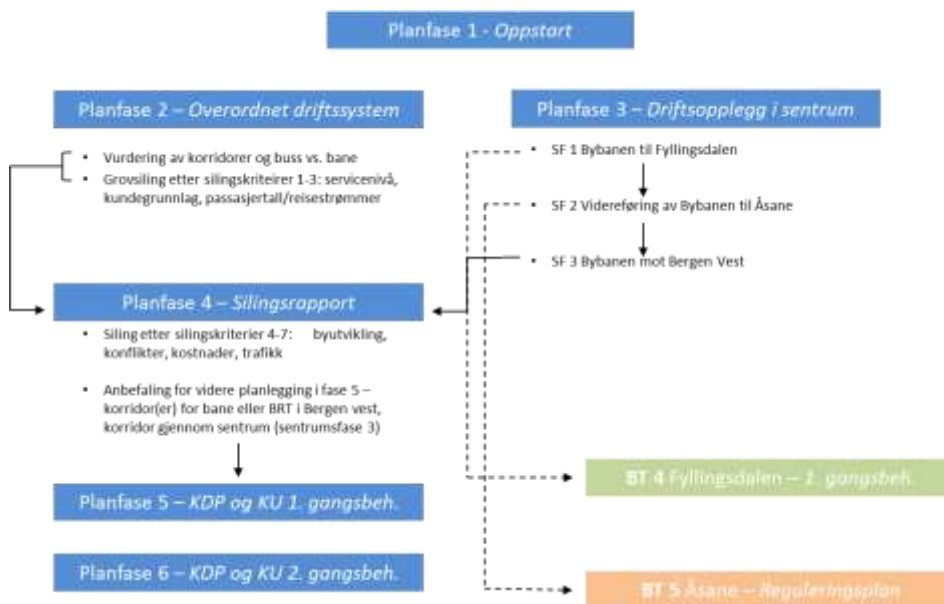 Planfase 1 - Oppstart
Planfase 2 – Overordnet driftssystem
• Vurdering av korridorer og buss vs. bane
• Grovsiling etter silingskriteirer 1-3: servicenivå,
kundegrunnlag, passasjertall/reisestrømmer
Planfase 3 – Driftsopplegg i sentrum
• SF 1 Bybanen til Fyllingsdalen
• SF 2 Videreføring av Bybanen til Åsane
• SF 3 Bybanen mot Bergen Vest
Planfase 4 – Silingsrapport
• Siling etter silingskriterier 4-7: byutvikling,
konflikter, kostnader, trafikk
• Anbefaling for videre planlegging i fase 5 –
korridor(er) for bane eller BRT i Bergen vest,
korridor gjennom sentrum (sentrumsfase 3)
BT 4 Fyllingsdalen – 1. gangsbeh.
Planfase 5 – KDP og KU 1. gangsbeh.
Planfase 6 – KDP og KU 2. gangsbeh.
BT 5 Åsane – Reguleringsplan